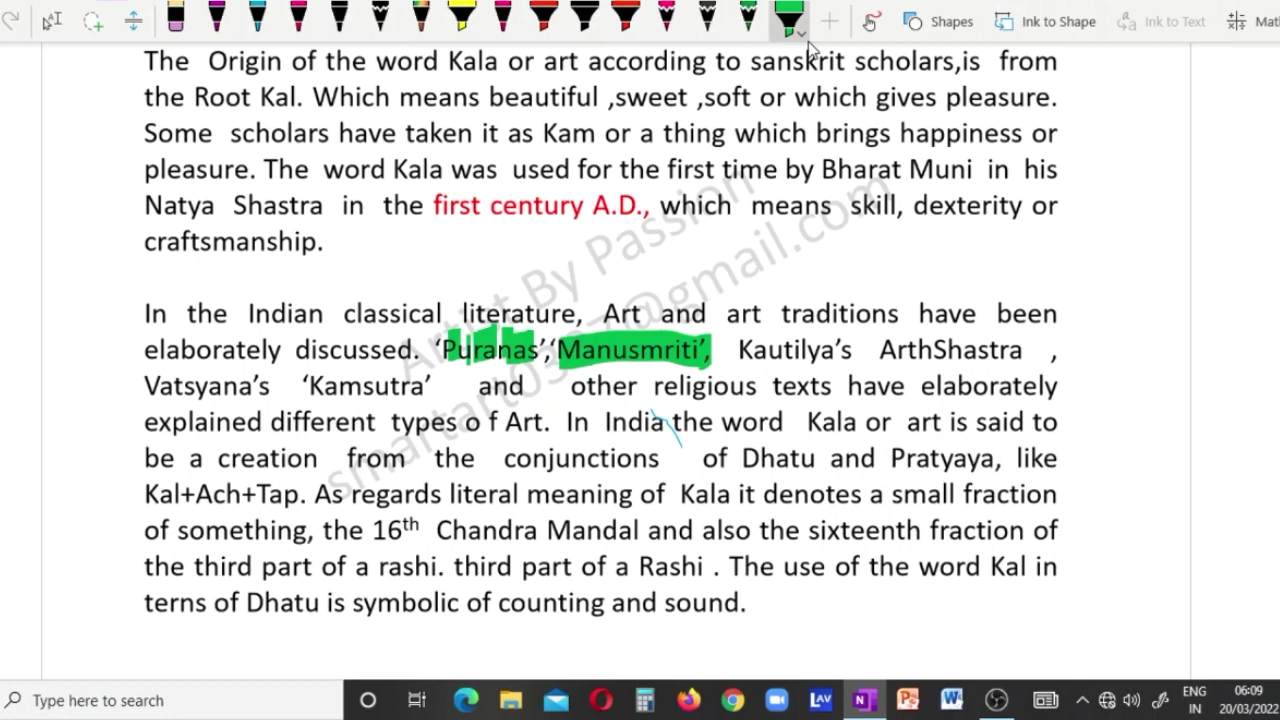 Shapes
Ink to Shape
Ink to Text
The Origin of the word Kala or art according to sanskrit scholars,is from
the Root Kal. Which means beautiful ,sweet ,soft or which gives pleasure.
Some scholars have taken it as Kam or a thing which brings happiness or
pleasure. The word Kala was used for the first time by Bharat Muni in his
Natya Shastra in the first century A.D., which means skill, dexterity or
craftsmanship.
In the Indian classical literature, Art and art traditions have been
elaborately discussed. ‘Puranas’,‘Manusmriti’, Kautilya’s ArthShastra ,
Vatsyana’s ‘Kamsutra’ and other religious texts have elaborately
explained different types o f Art. In India the word Kala or art is said to
be a creation from the conjunctions of Dhatu and Pratyaya, like
Kal+Ach+Tap. As regards literal meaning of Kala it denotes a small fraction
of something, the 16th Chandra Mandal and also the sixteenth fraction of
the third part of a rashi. third part of a Rashi . The use of the word Kal in
terns of Dhatu is symbolic of counting and sound.
Artist By Passion
Type here to search
LAV
ENG
IN
06:09
20/03/2022